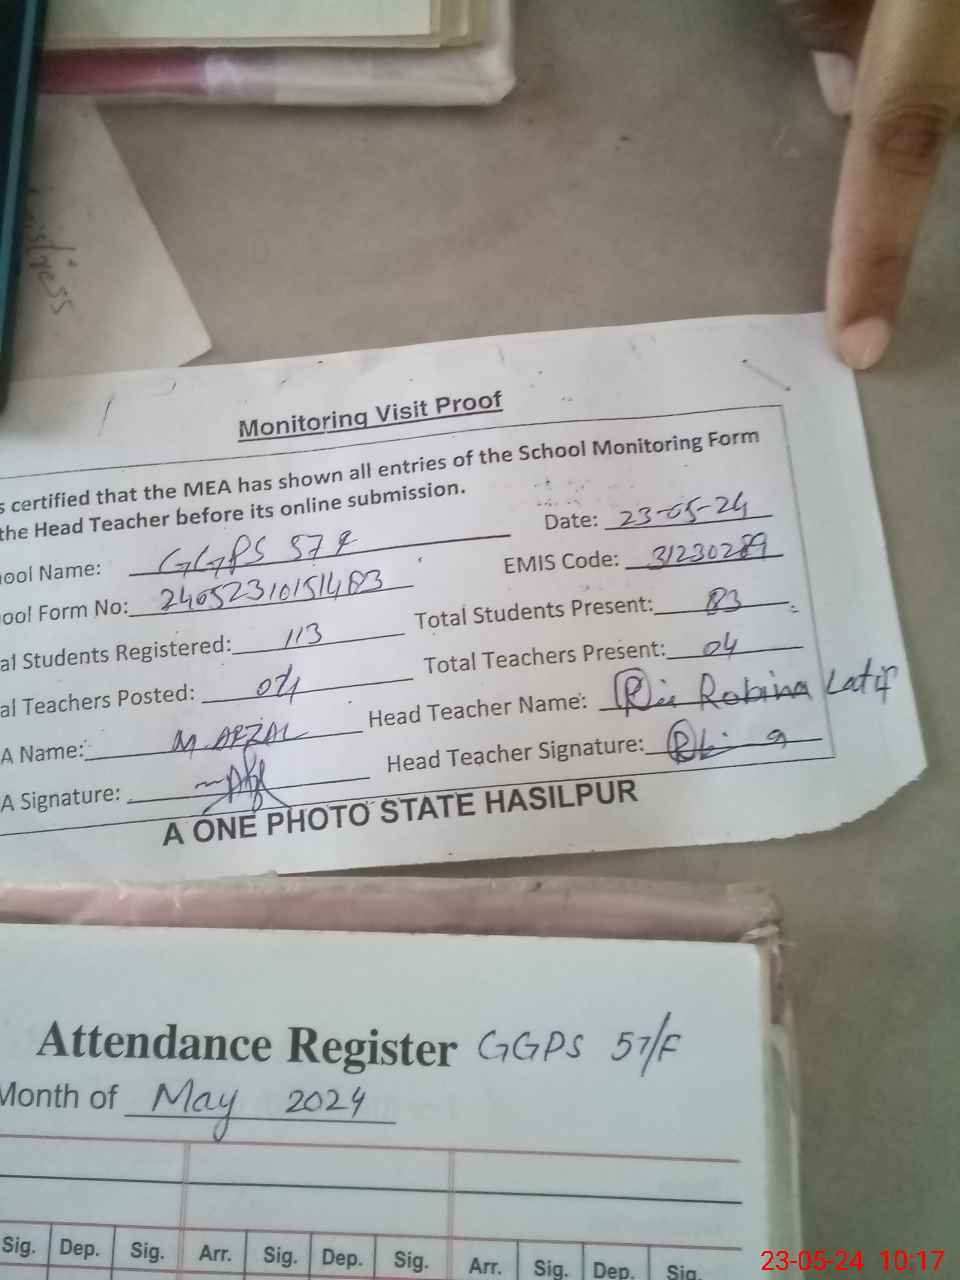 istress
Monitoring Visit Proof
s certified that the MEA has shown all entries of the School Monitoring Form
the Head Teacher before its online submission.
Date: 23-05-24
ool Name: GGPS 57 F
EMIS Code: 31230289
ool Form No: 24052310151483
Total Students Present: 83
al Students Registered: 113
Total Teachers Present: 04
al Teachers Posted: 04
Head Teacher Name: Robina Latif
A Name: M. AFZAL
Head Teacher Signature:
A Signature:
A ONE PHOTO STATE HASILPUR
Attendance Register GGPS 57/F
Month of May 2024
Sig. Dep. Sig. Arr. Sig. Dep. Sig. Arr. Sig. Dep. Sig.
23-05-24 10:17